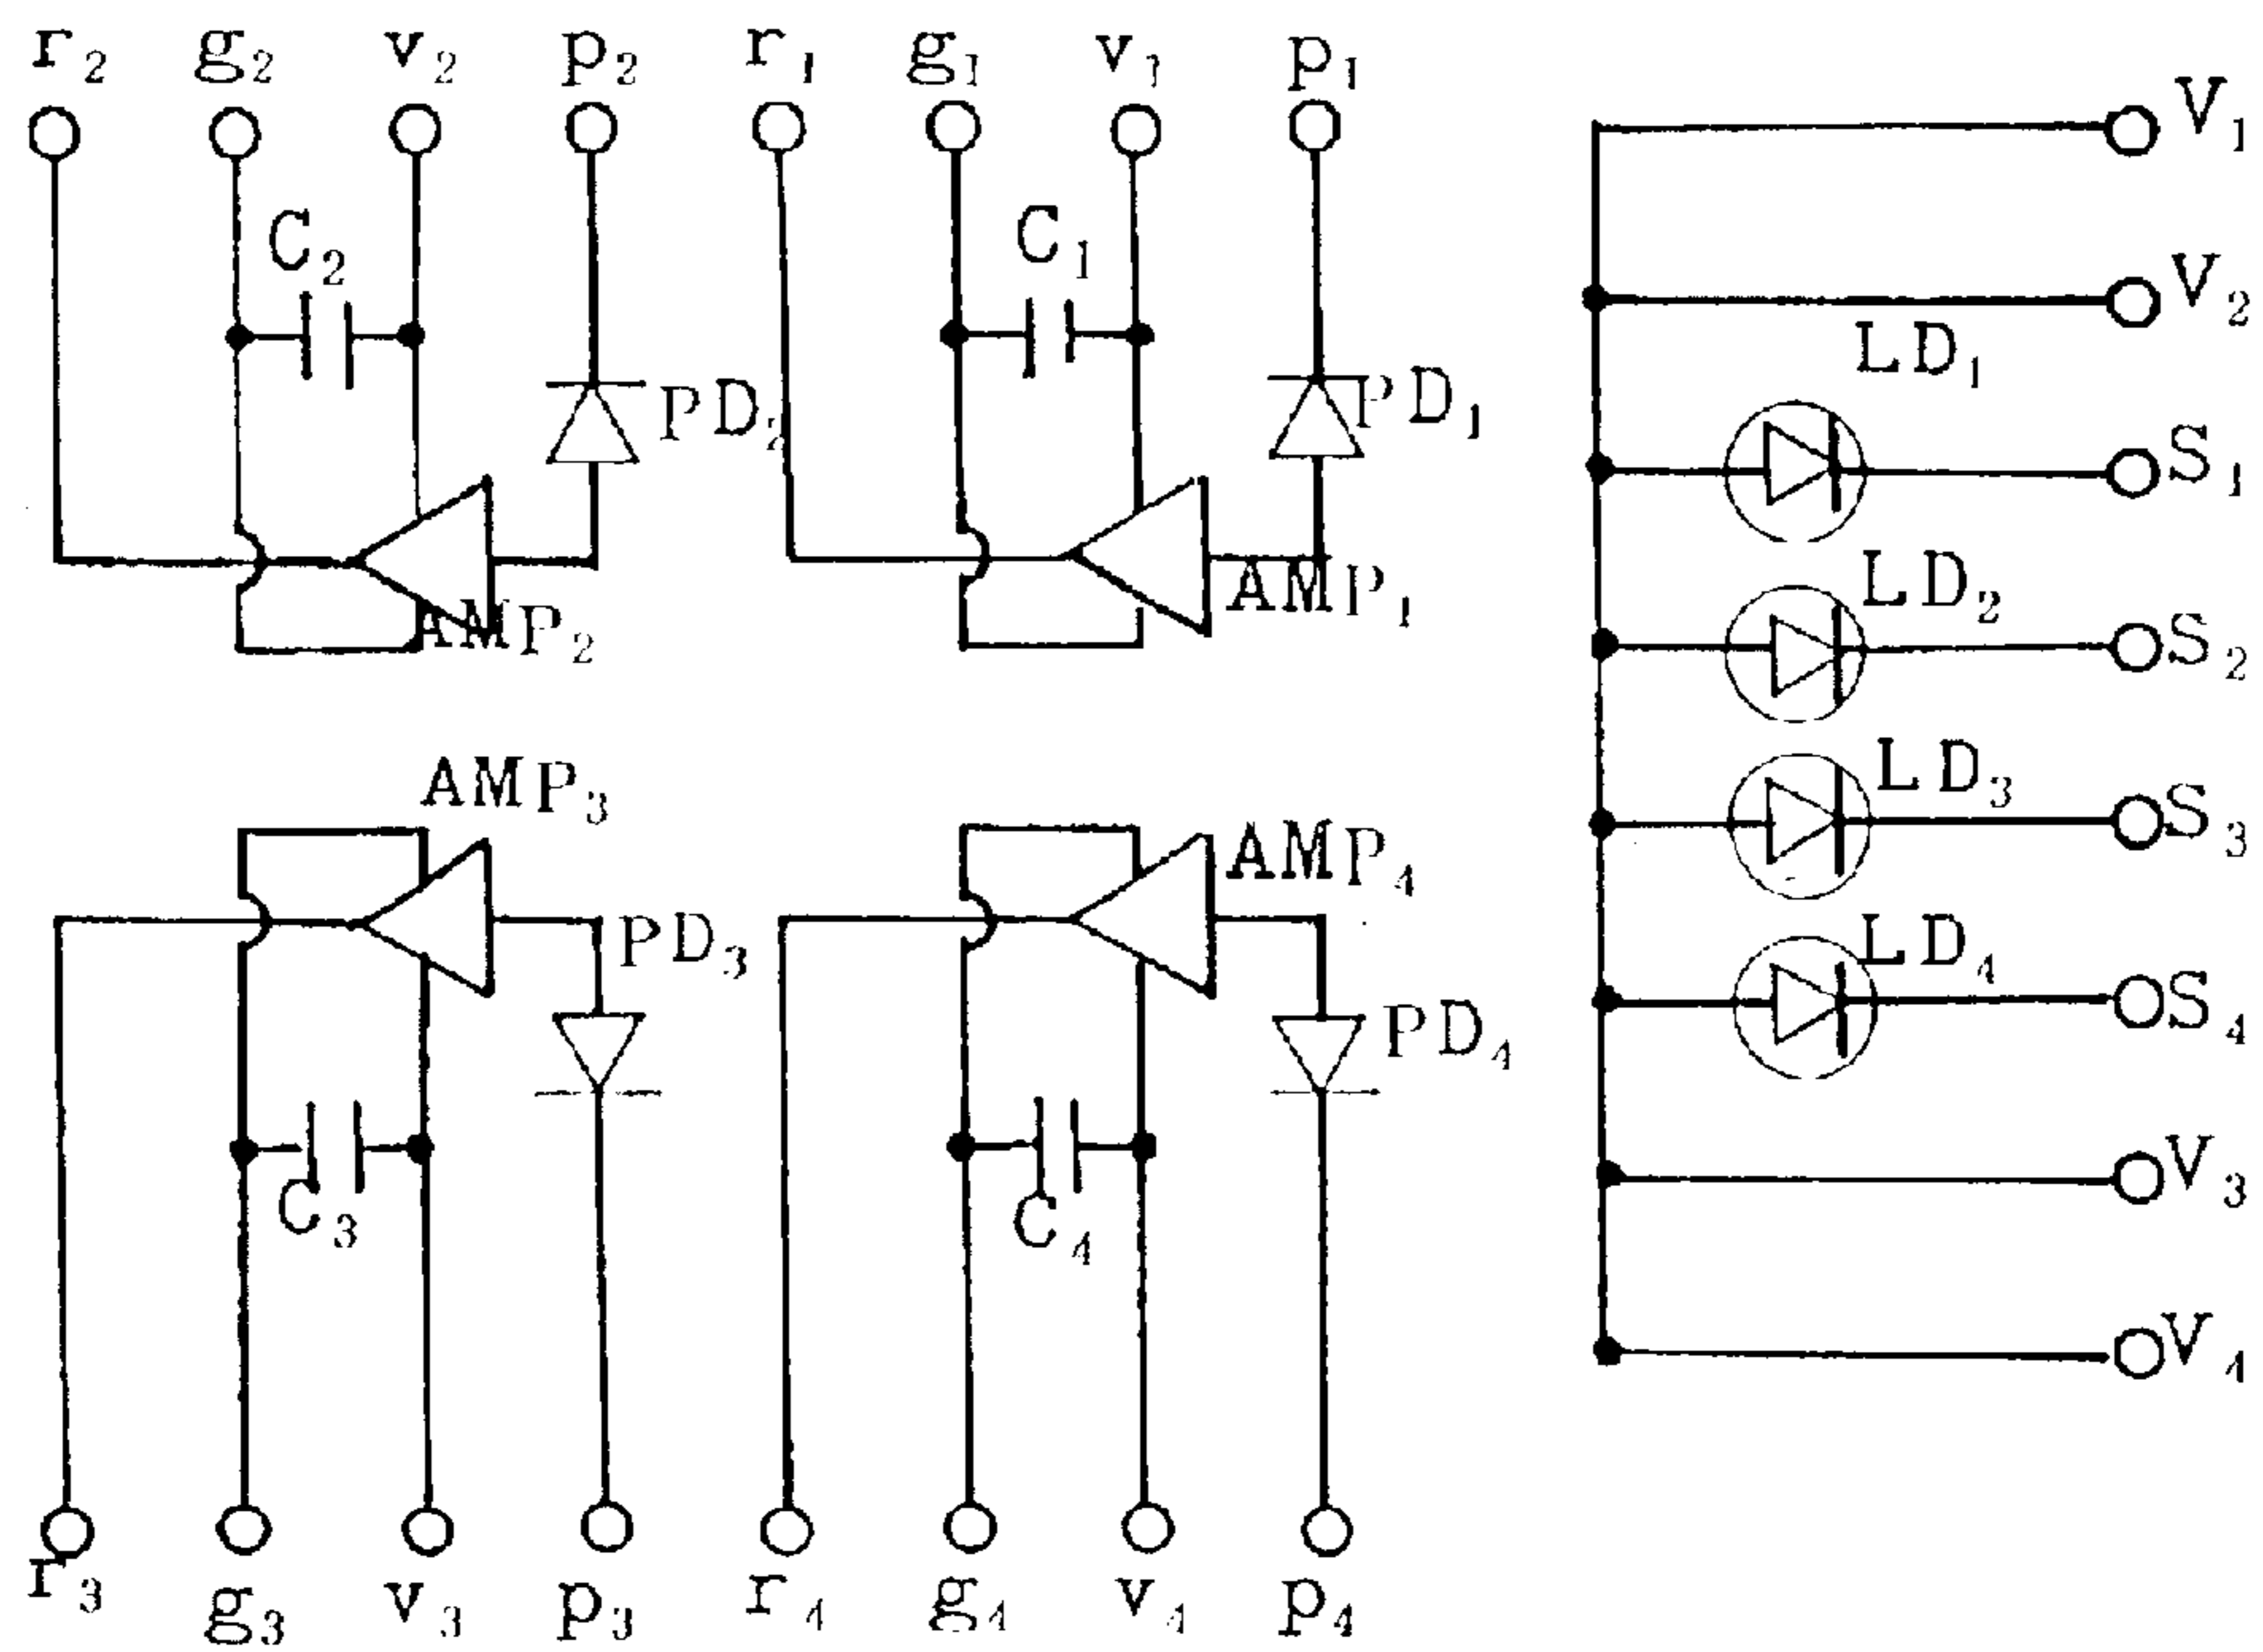 r₂ g₂ v₂ p₂ r₁ g₁ v₁ p₁
V₁
V₂
C₂ C₁
LD₁
PD₂ PD₁
S₁
LD₂
AMP₂ AMP₁
S₂
LD₃
AMP₃
S₃
AMP₄
LD₄
PD₃
S₄
PD₄
V₃
C₃ C₄
V₄
r₃ g₃ v₃ p₃ r₄ g₄ v₄ p₄